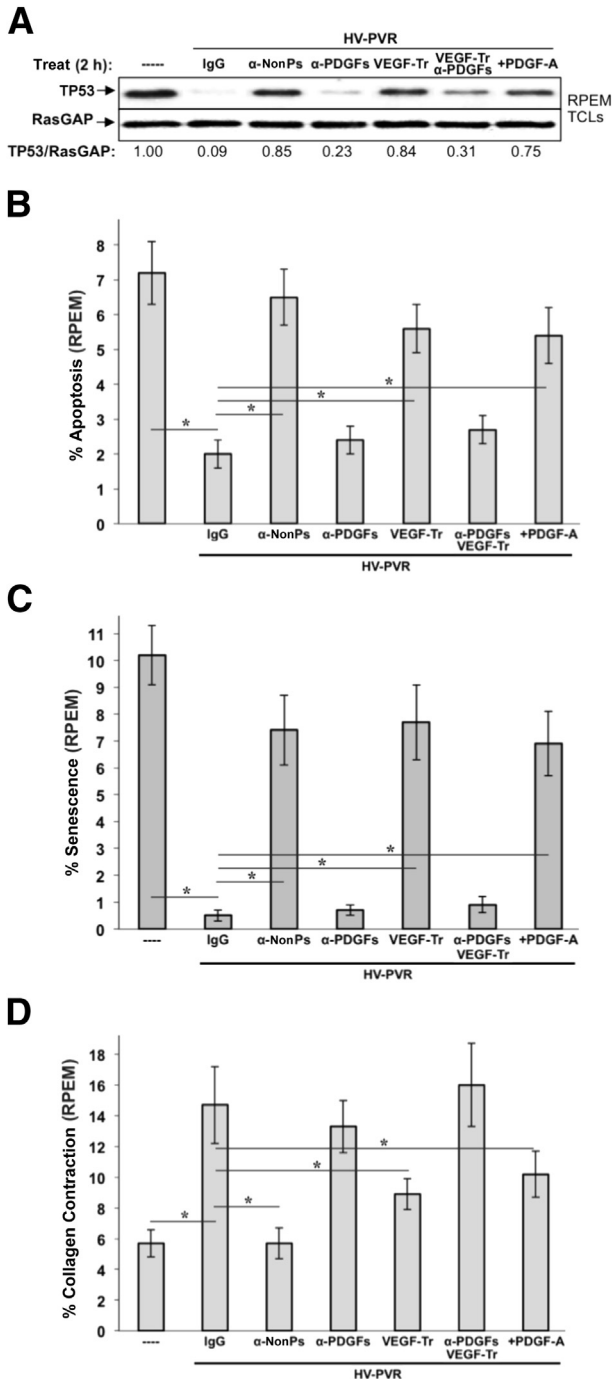 A
HV-PVR
Treat (2 h): ----- IgG α-NonPs α-PDGFs VEGF-Tr VEGF-Tr α-PDGFs +PDGF-A
TP53
RasGAP
RPEM
TCLs
TP53/RasGAP: 1.00 0.09 0.85 0.23 0.84 0.31 0.75
B
% Apoptosis (RPEM)
8
7
6
5
4
3
2
1
0
* * * *
IgG α-NonPs α-PDGFs VEGF-Tr α-PDGFs +PDGF-A
VEGF-Tr
HV-PVR
C
% Senescence (RPEM)
11
10
9
8
7
6
5
4
3
2
1
0
* * * *
---- IgG α-NonPs α-PDGFs VEGF-Tr α-PDGFs +PDGF-A
VEGF-Tr
HV-PVR
D
% Collagen Contraction (RPEM)
18
16
14
12
10
8
6
4
2
0
* * * *
---- IgG α-NonPs α-PDGFs VEGF-Tr α-PDGFs +PDGF-A
VEGF-Tr
HV-PVR